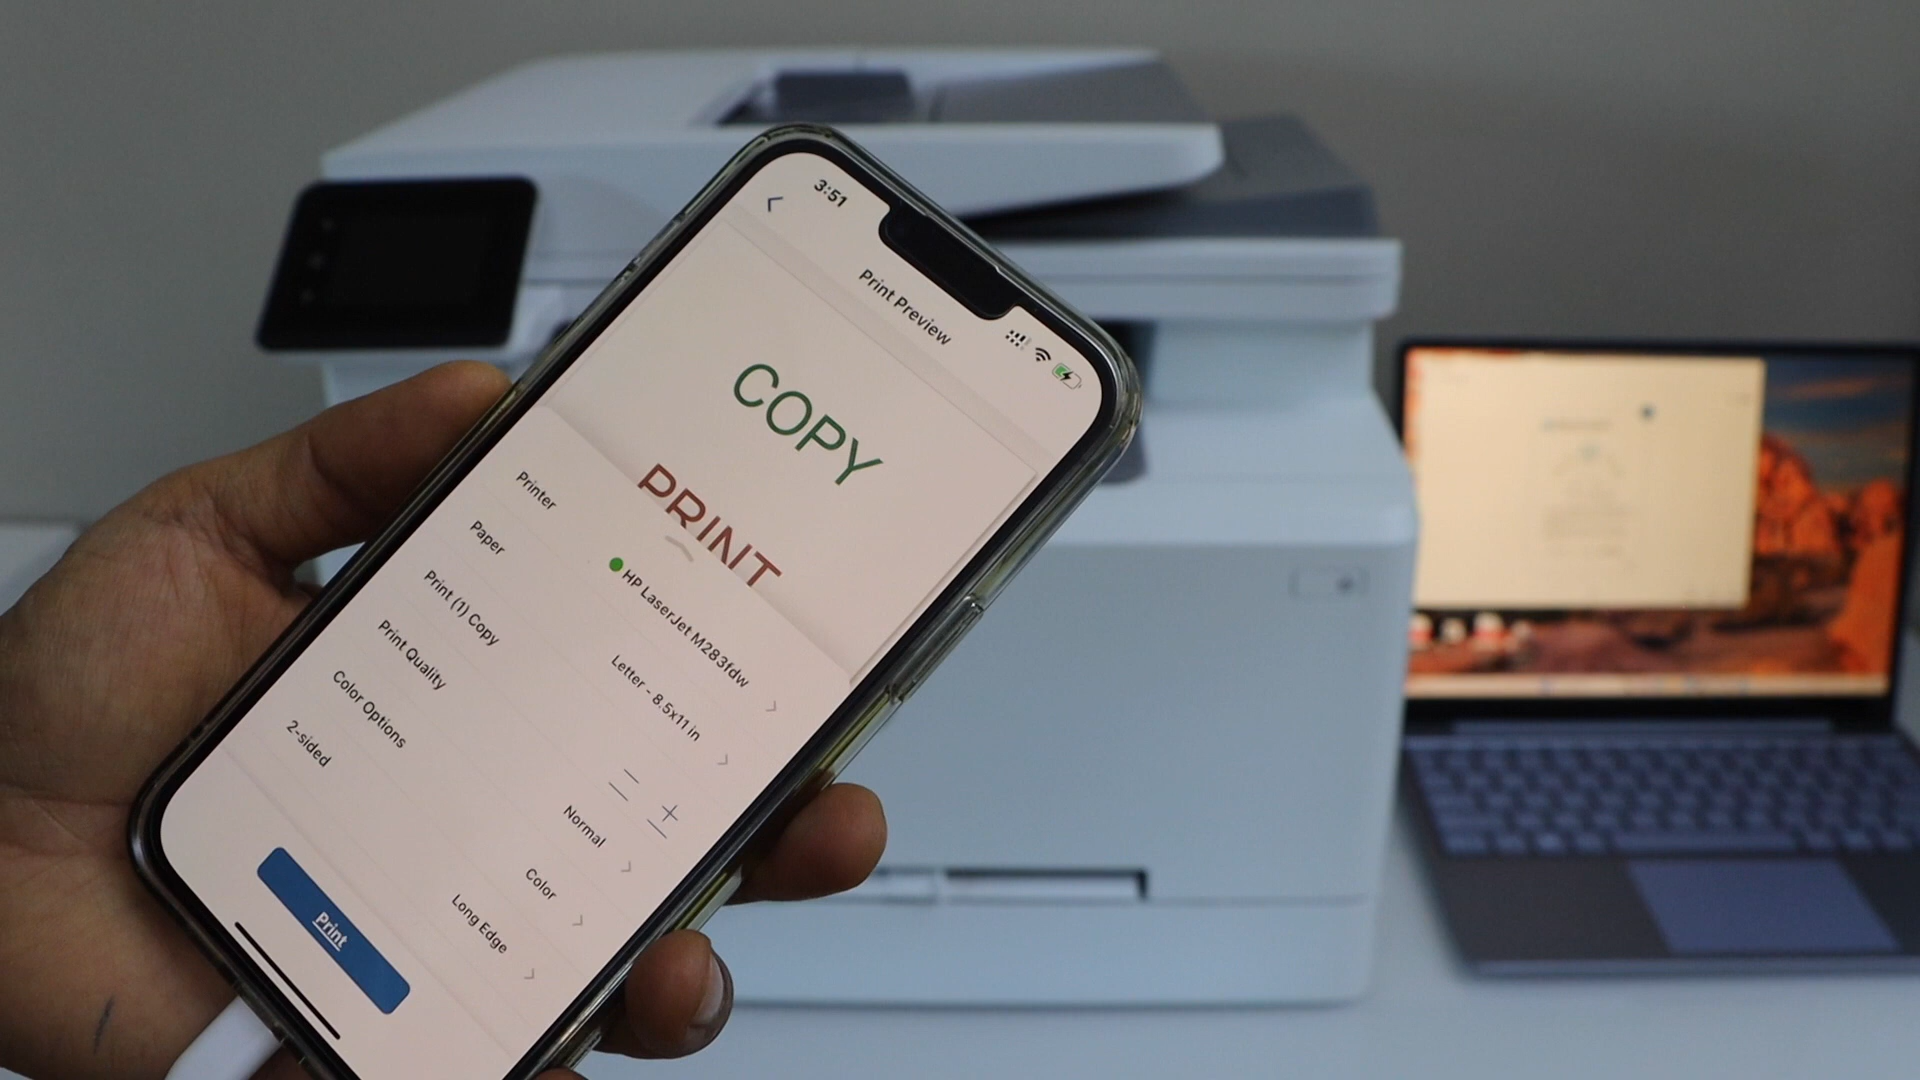 3:51
Print Preview
COPY
PRINT
Printer
HP LaserJet M283fdw
Paper
Letter - 8.5x11 in
Print (1) Copy
Print Quality
Normal
Color Options
Color
2-sided
Long Edge
Print